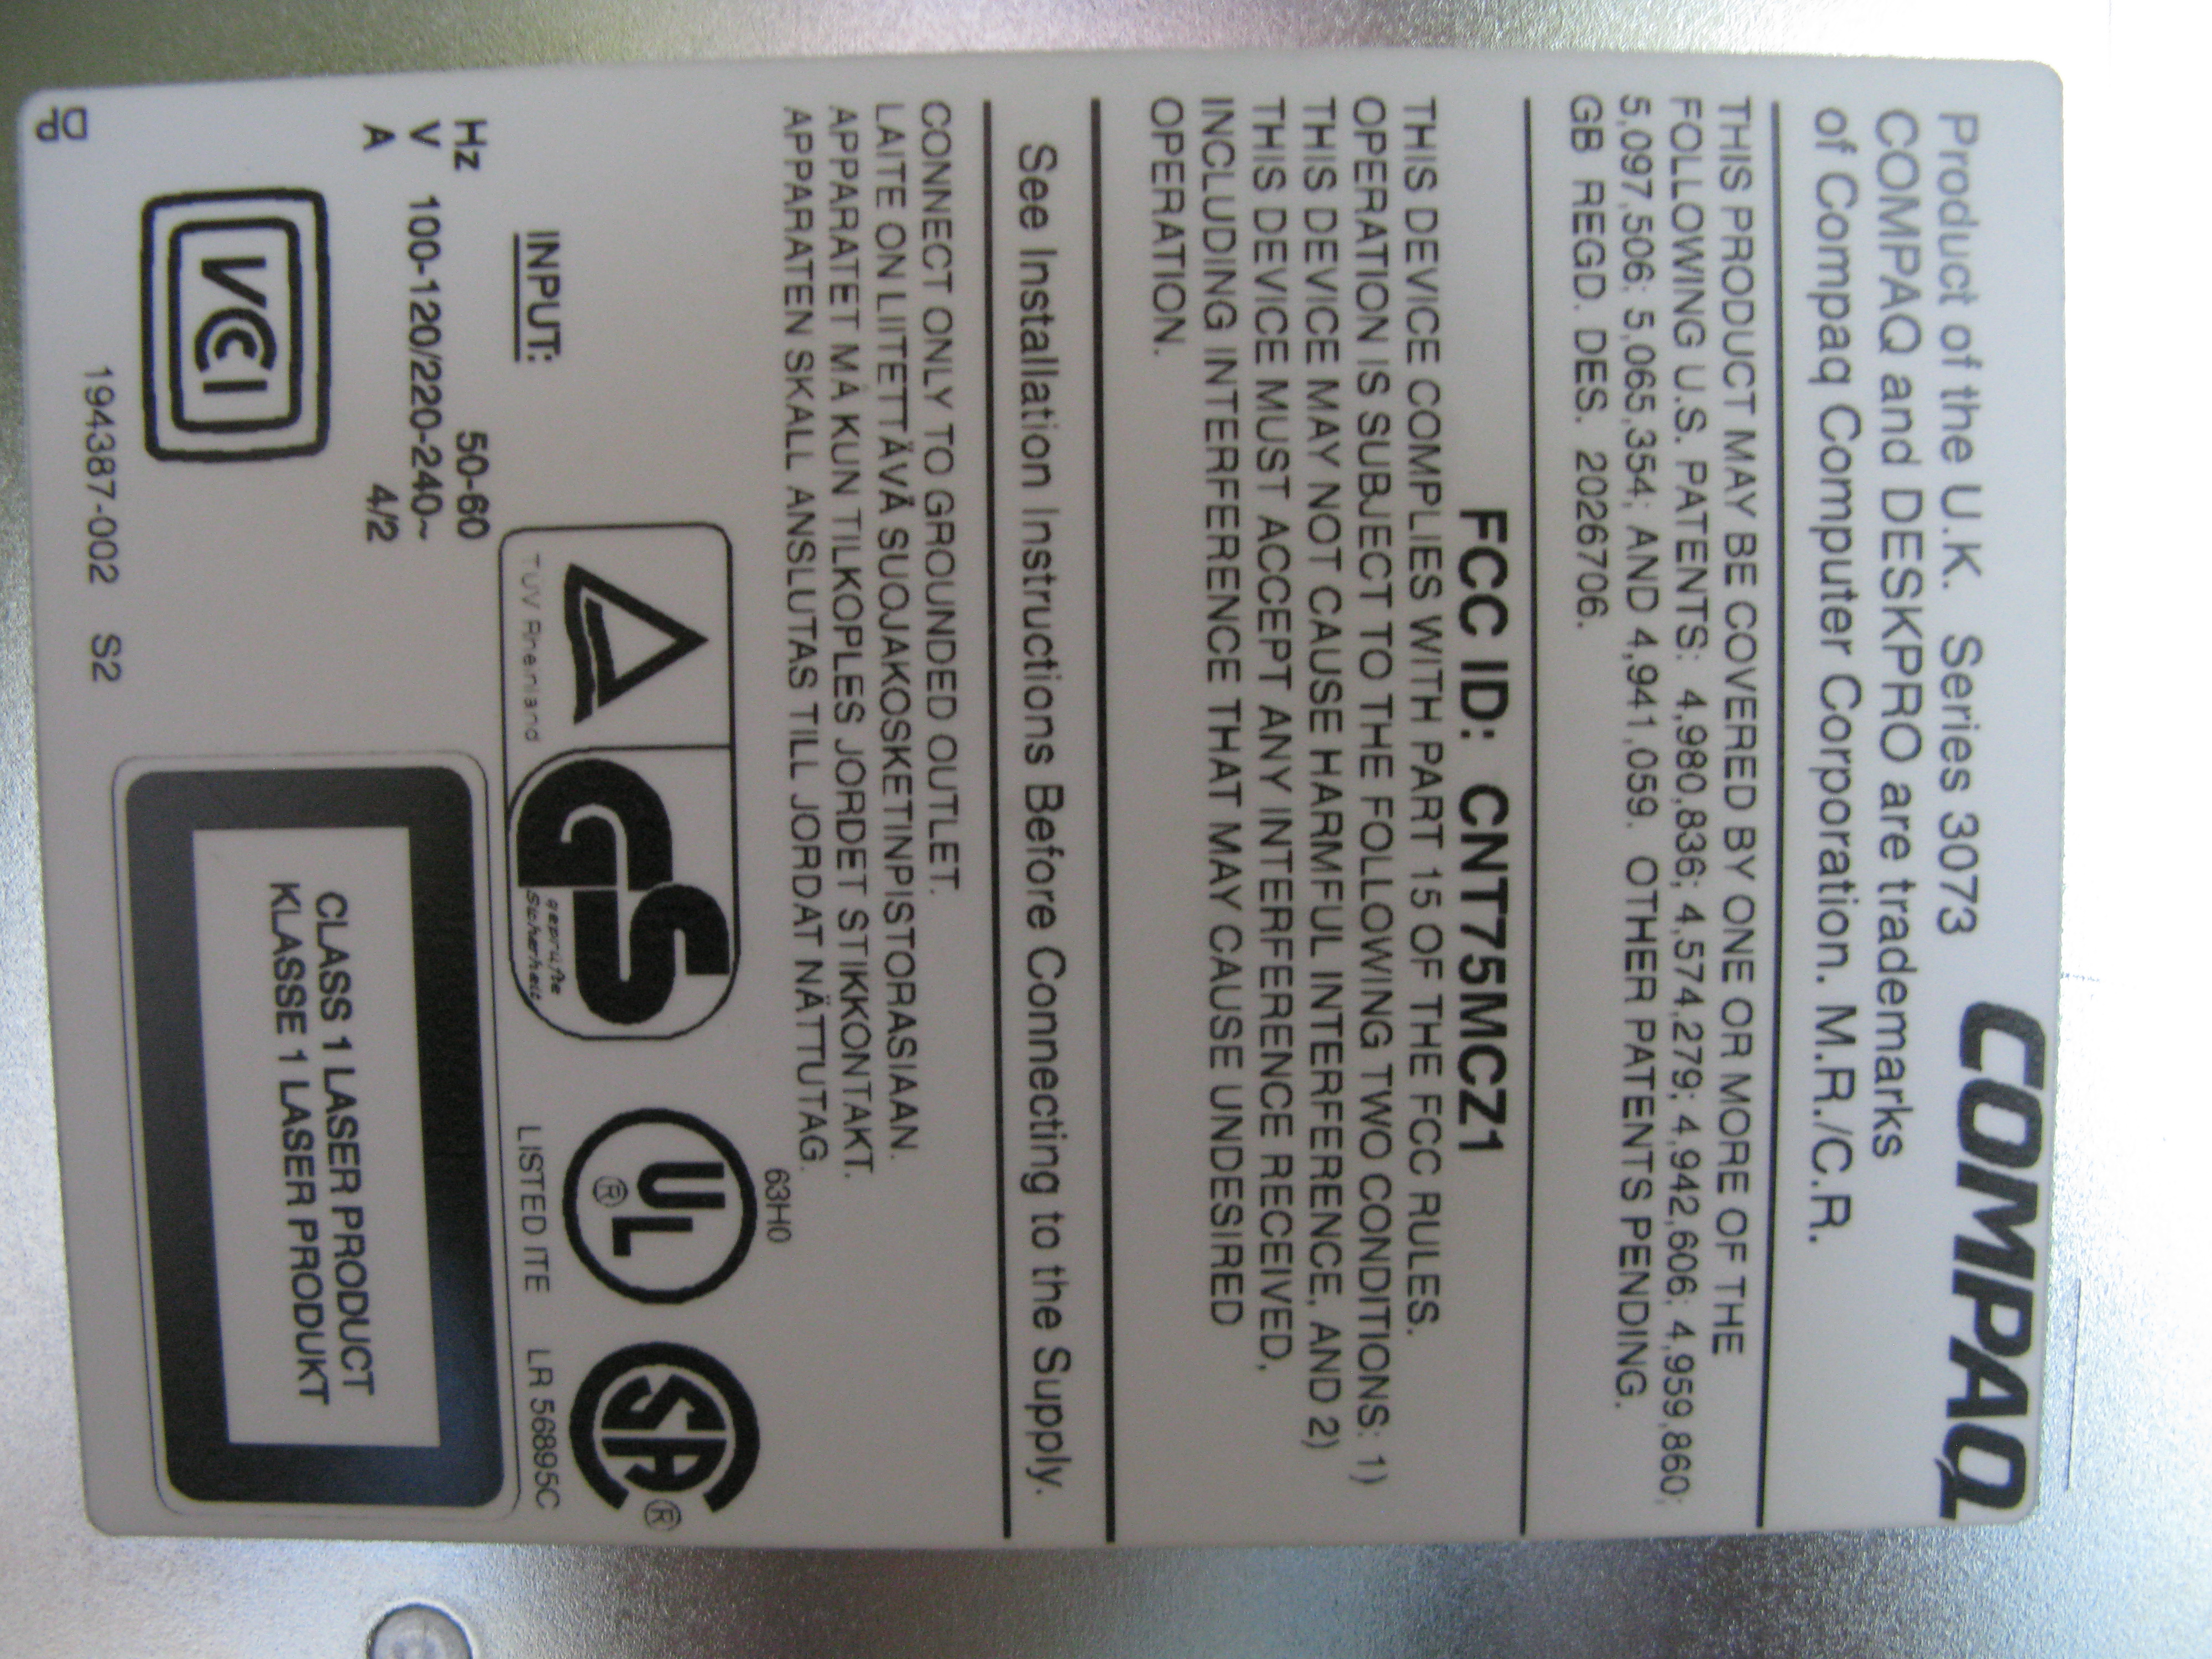 Product of the U.K.  Series 3073
COMPAQ
COMPAQ and DESKPRO are trademarks
of Compaq Computer Corporation. M.R./C.R.
THIS PRODUCT MAY BE COVERED BY ONE OR MORE OF THE
FOLLOWING U.S. PATENTS:  4,980,836; 4,574,279; 4,942,606; 4,959,860;
5,097,506; 5,065,354; AND 4,941,059.  OTHER PATENTS PENDING.
GB  REGD. DES.  2026706.
FCC ID:  CNT75MCZ1
THIS DEVICE COMPLIES WITH PART 15 OF THE FCC RULES.
OPERATION IS SUBJECT TO THE FOLLOWING TWO CONDITIONS: 1)
THIS DEVICE MAY NOT CAUSE HARMFUL INTERFERENCE, AND 2)
THIS DEVICE MUST ACCEPT ANY INTERFERENCE RECEIVED,
INCLUDING INTERFERENCE THAT MAY CAUSE UNDESIRED
OPERATION.
See Installation Instructions Before Connecting to the Supply.
CONNECT ONLY TO GROUNDED OUTLET.
LAITE ON LIITETTÄVÄ SUOJAKOSKETINPISTORASIAAN.
APPARATET MÅ KUN TILKOPLES JORDET STIKKONTAKT.
APPARATEN SKALL ANSLUTAS TILL JORDAT NÄTTUTAG.
63H0
INPUT:
Hz 50-60
V 100-120/220-240~
A 4/2
TUV Rheinland
GS
geprüfte
Sicherheit
UL ®
LISTED ITE
SA ®
LR 56895C
VCCI
CLASS 1 LASER PRODUCT
KLASSE 1 LASER PRODUKT
194387-002   S2